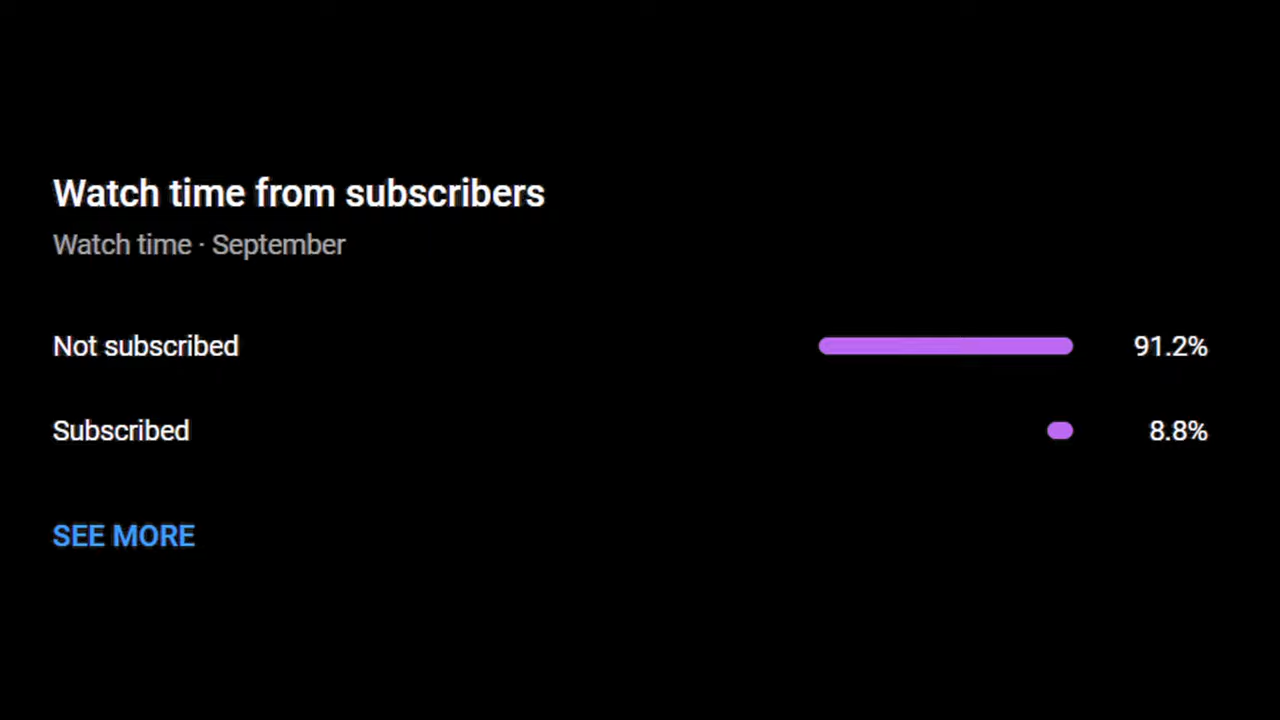 Watch time from subscribers
Watch time · September
Not subscribed 91.2%
Subscribed 8.8%
SEE MORE